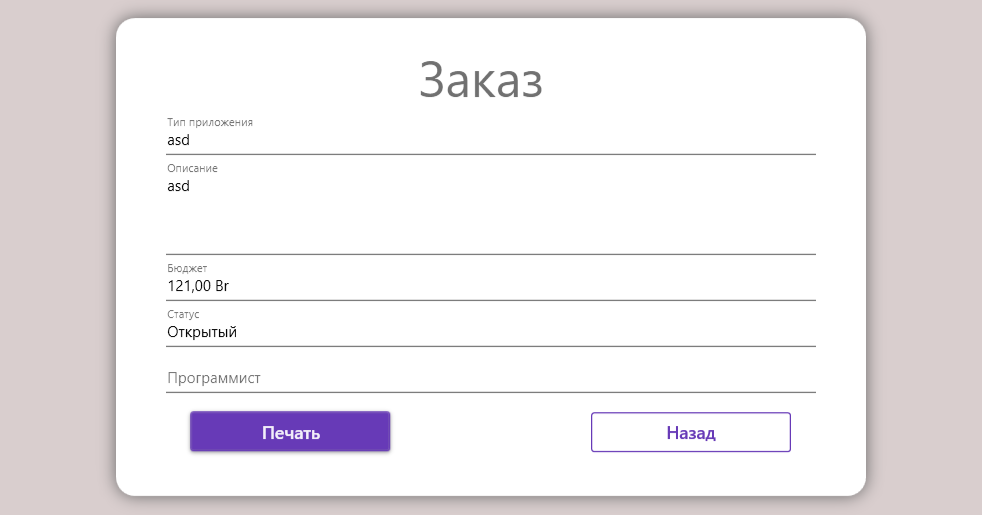 Заказ
Тип приложения
asd
Описание
asd
Бюджет
121,00 Br
Статус
Открытый
Программист
Печать Назад